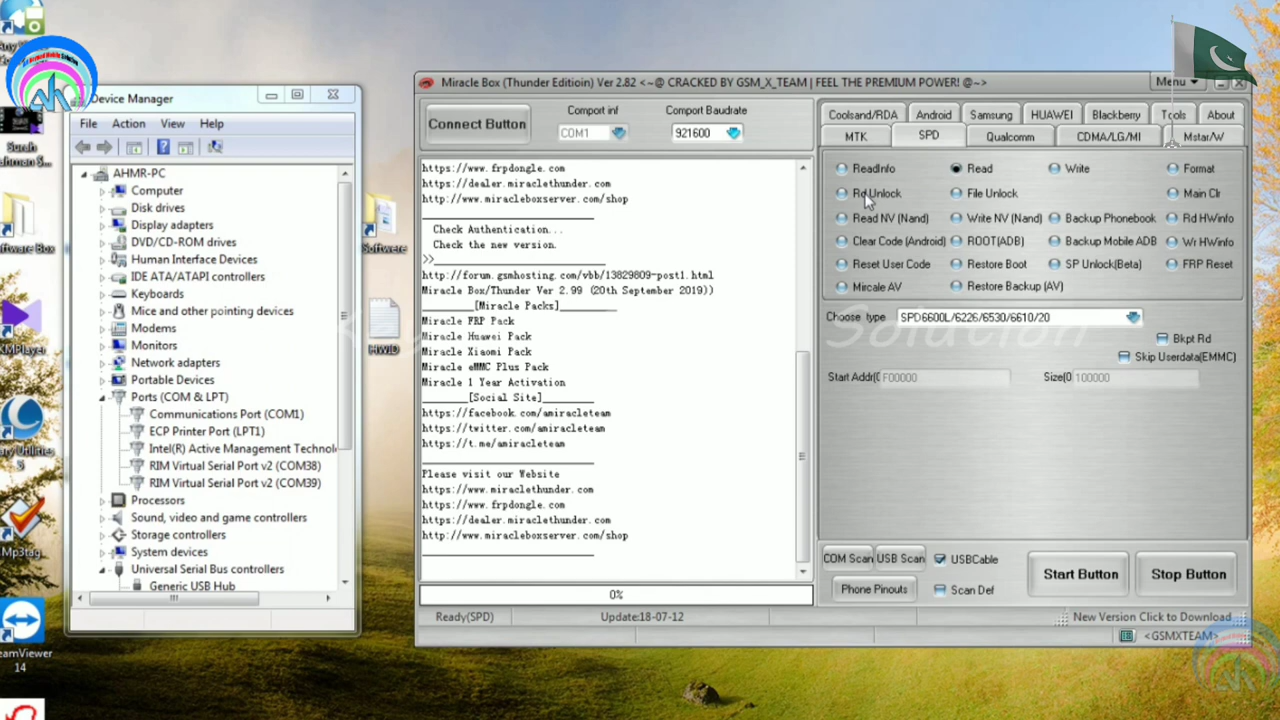 Device Manager
File Action View Help
AHMR-PC
Computer
Disk drives
Display adapters
DVD/CD-ROM drives
Human Interface Devices
IDE ATA/ATAPI controllers
Keyboards
Mice and other pointing devices
Modems
Monitors
Network adapters
Portable Devices
Ports (COM & LPT)
Communications Port (COM1)
ECP Printer Port (LPT1)
Intel(R) Active Management Technol
RIM Virtual Serial Port v2 (COM38)
RIM Virtual Serial Port v2 (COM39)
Processors
Sound, video and game controllers
Storage controllers
System devices
Universal Serial Bus controllers
Generic USB Hub
Softwere
HWID
KMPlayer
Mp3tag
eamViewer
14
Miracle Box (Thunder Editioin) Ver 2.82 <~@ CRACKED BY GSM_X_TEAM | FEEL THE PREMIUM POWER! @~>
Menu
Connect Button
Comport inf
COM1
Comport Baudrate
921600
https://www.frpdongle.com
https://dealer.miraclethunder.com
http://www.miracleboxserver.com/shop
Check Authentication...
Check the new version.
>>
http://forum.gsmhosting.com/vbb/13829809-post1.html
Miracle Box/Thunder Ver 2.99 (20th September 2019))
[Miracle Packs]
Miracle FRP Pack
Miracle Huawei Pack
Miracle Xiaomi Pack
Miracle eMMC Plus Pack
Miracle 1 Year Activation
[Social Site]
https://facebook.com/amiracleteam
https://twitter.com/amiracleteam
https://t.me/amiracleteam
Please visit our Website
https://www.miraclethunder.com
https://www.frpdongle.com
https://dealer.miraclethunder.com
http://www.miracleboxserver.com/shop
0%
Ready(SPD) Update:18-07-12
Coolsand/RDA Android Samsung HUAWEI Blackberry Tools About
MTK SPD Qualcomm CDMA/LG/MI Mstar/W
ReadInfo Read Write Format
Rd Unlock File Unlock Main Clr
Read NV (Nand) Write NV (Nand) Backup Phonebook Rd HWinfo
Clear Code (Android) ROOT(ADB) Backup Mobile ADB Wr HWinfo
Reset User Code Restore Boot SP Unlock(Beta) FRP Reset
Mircale AV Restore Backup (AV)
Choose type SPD6600L/6226/6530/6610/20
Solution
Bkpt Rd
Skip Userdata(EMMC)
Start Addr(0 F00000 Size(0 100000
COM Scan USB Scan USBCable
Phone Pinouts Scan Def
Start Button Stop Button
New Version Click to Download
<GSMXTEAM>